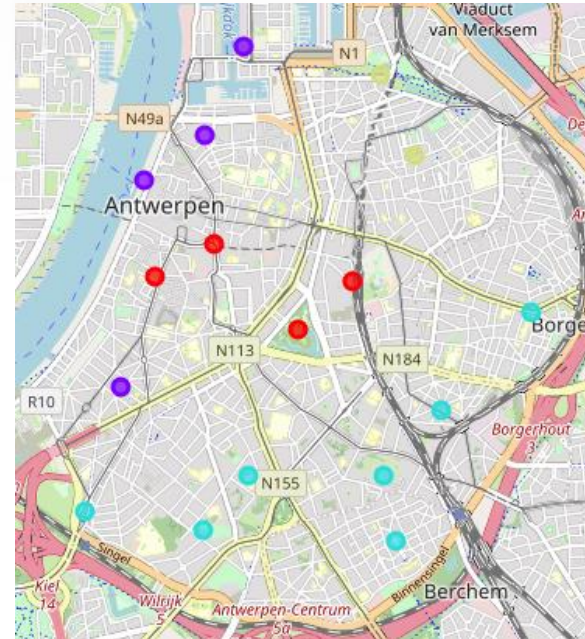 Viaduct
van Merksem
N1
N49a
Antwerpen
N113
N184
R10
Borgerhout
3
N155
Singel
Kiel
14
Wilrijk
5
Antwerpen-Centrum
5a
Binnensingel
Berchem